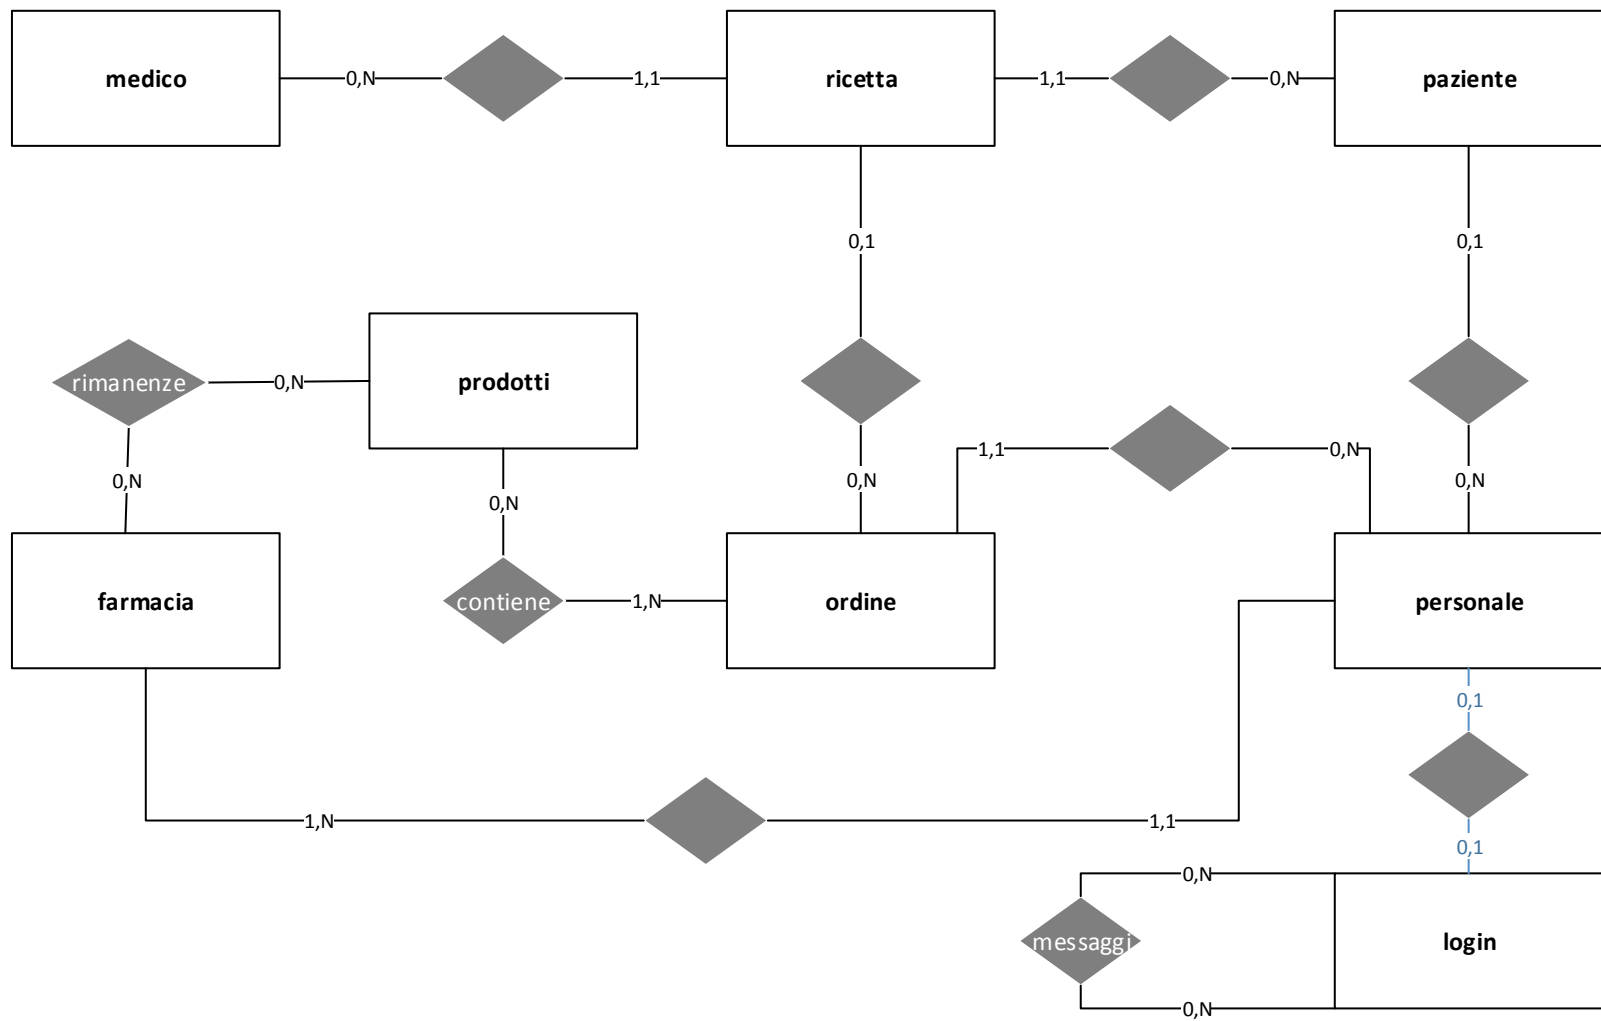 medico
0,N
1,1
ricetta
1,1
0,N
paziente
0,1
0,1
rimanenze
0,N
prodotti
0,N
0,N
1,1
0,N
0,N
0,N
farmacia
contiene
1,N
ordine
personale
0,1
1,N
1,1
0,1
0,N
messaggi
login
0,N